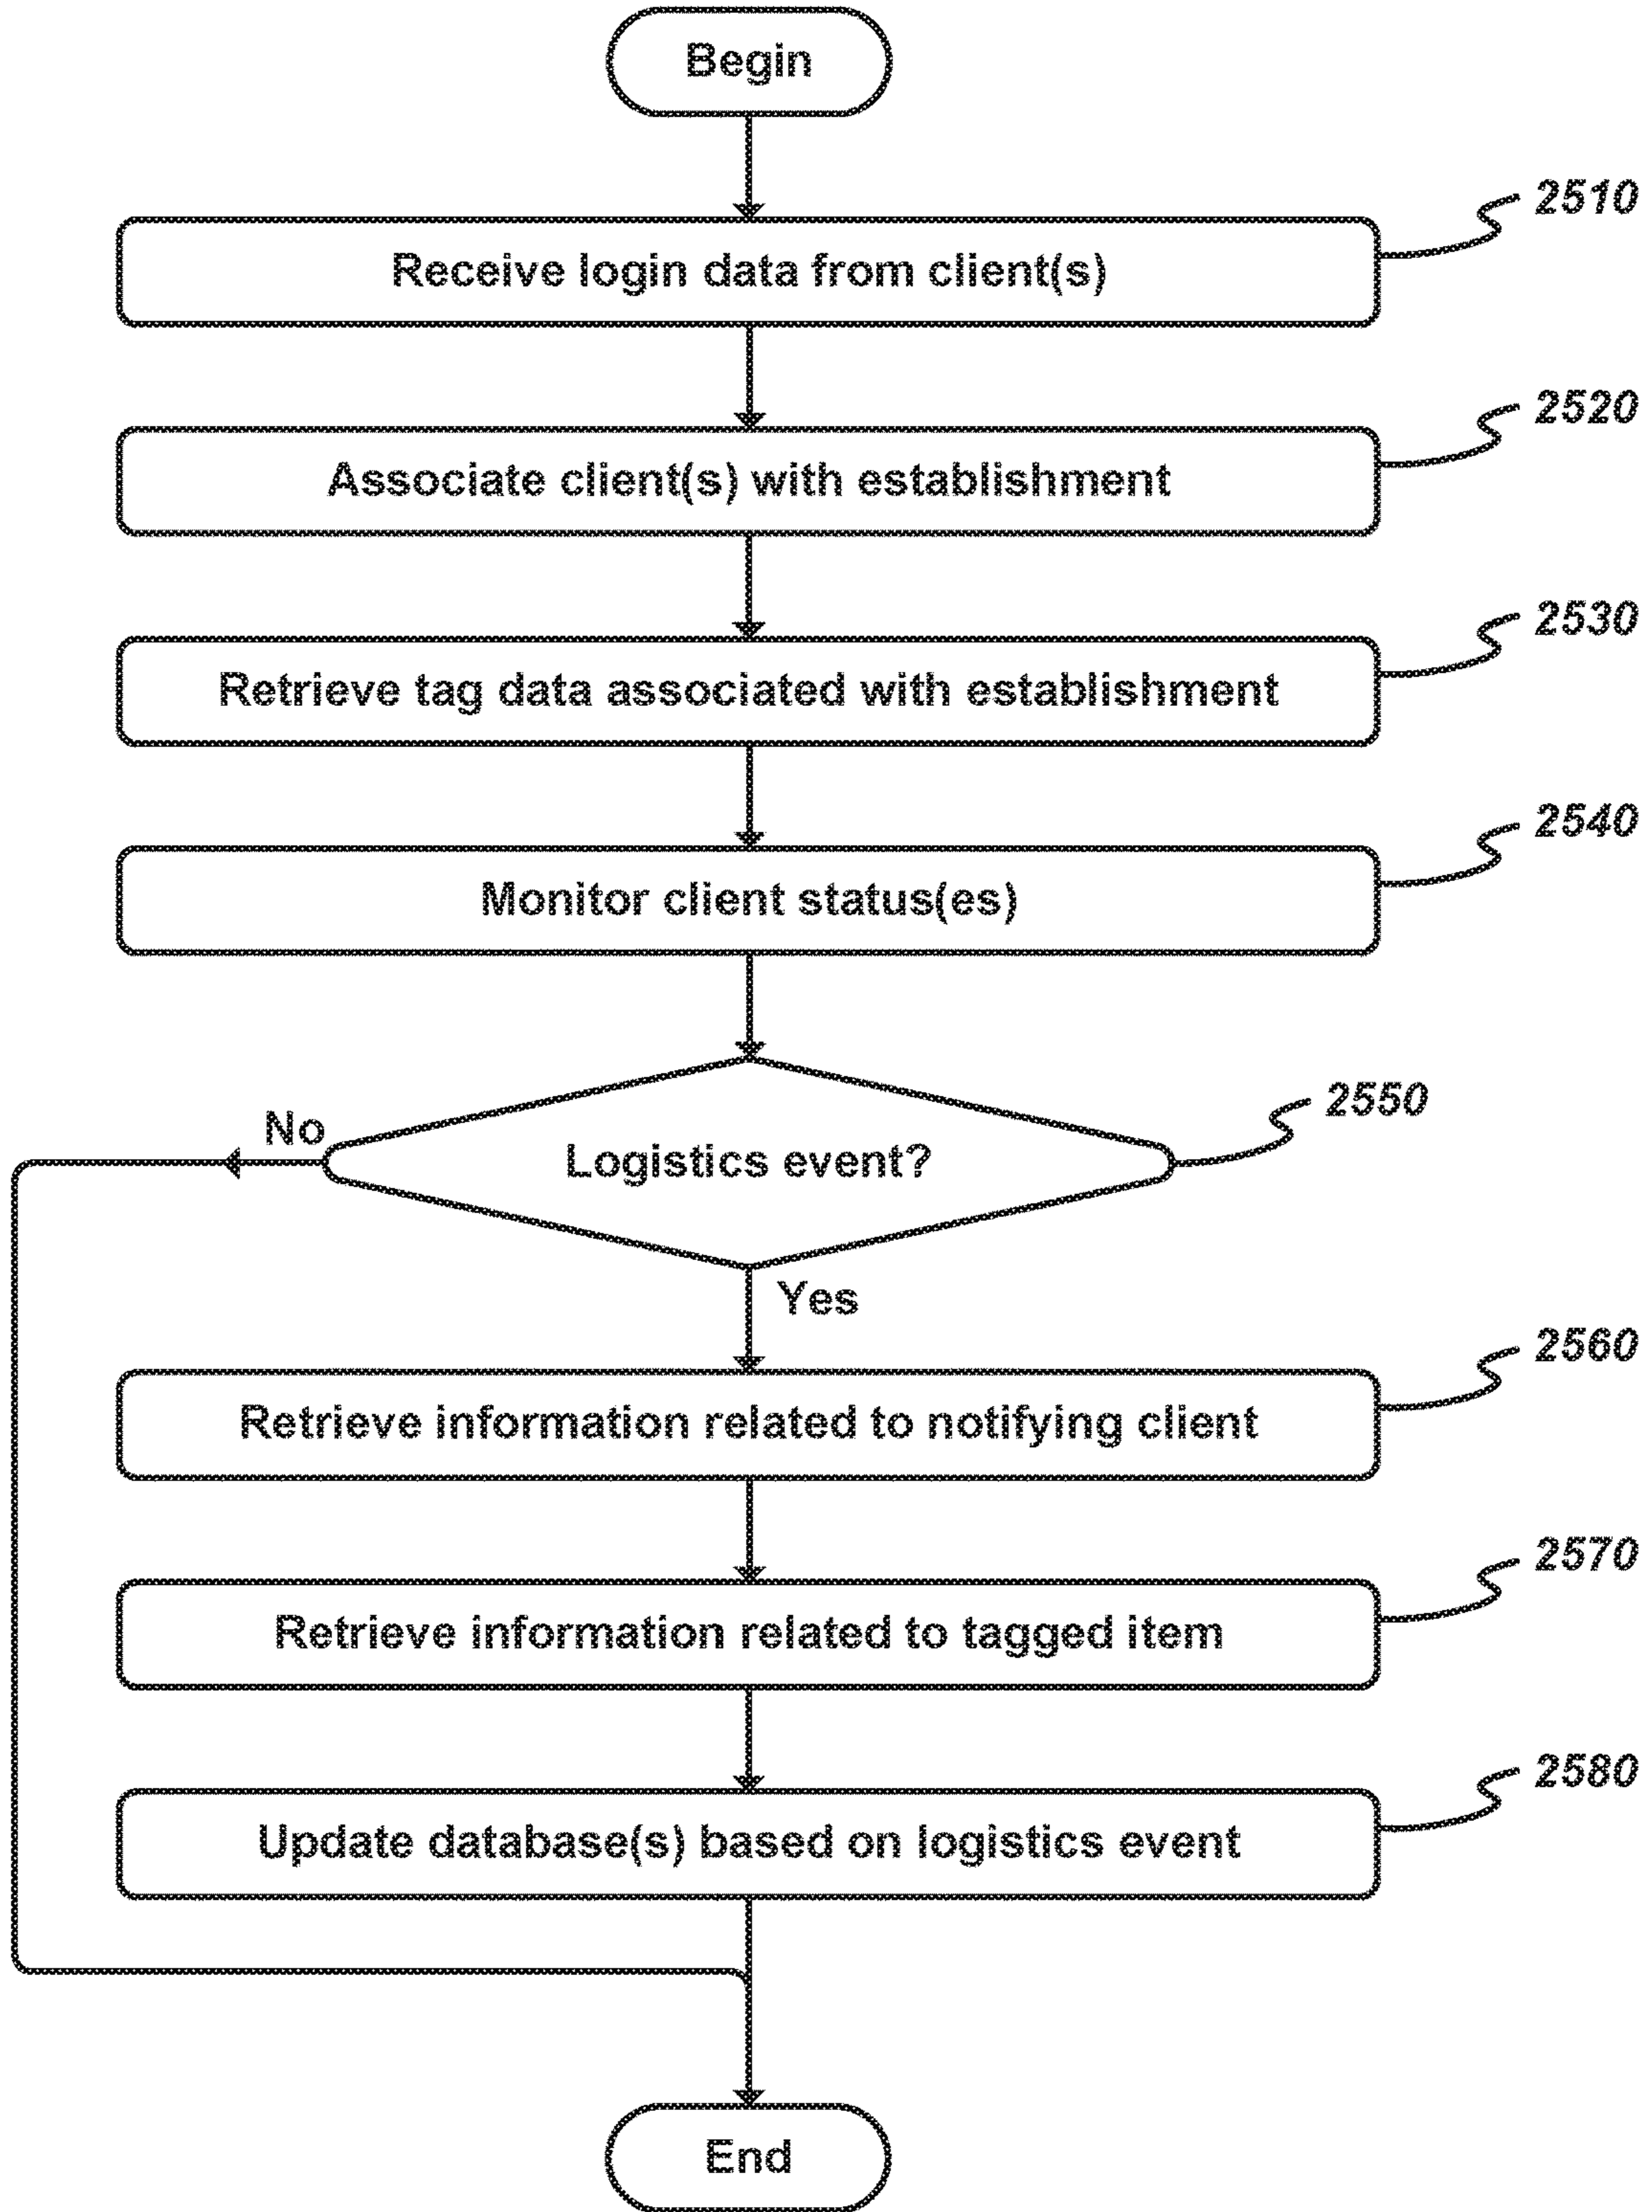 Begin
2510
Receive login data from client(s)
2520
Associate client(s) with establishment
2530
Retrieve tag data associated with establishment
2540
Monitor client status(es)
2550
No
Logistics event?
Yes
2560
Retrieve information related to notifying client
2570
Retrieve information related to tagged item
2580
Update database(s) based on logistics event
End